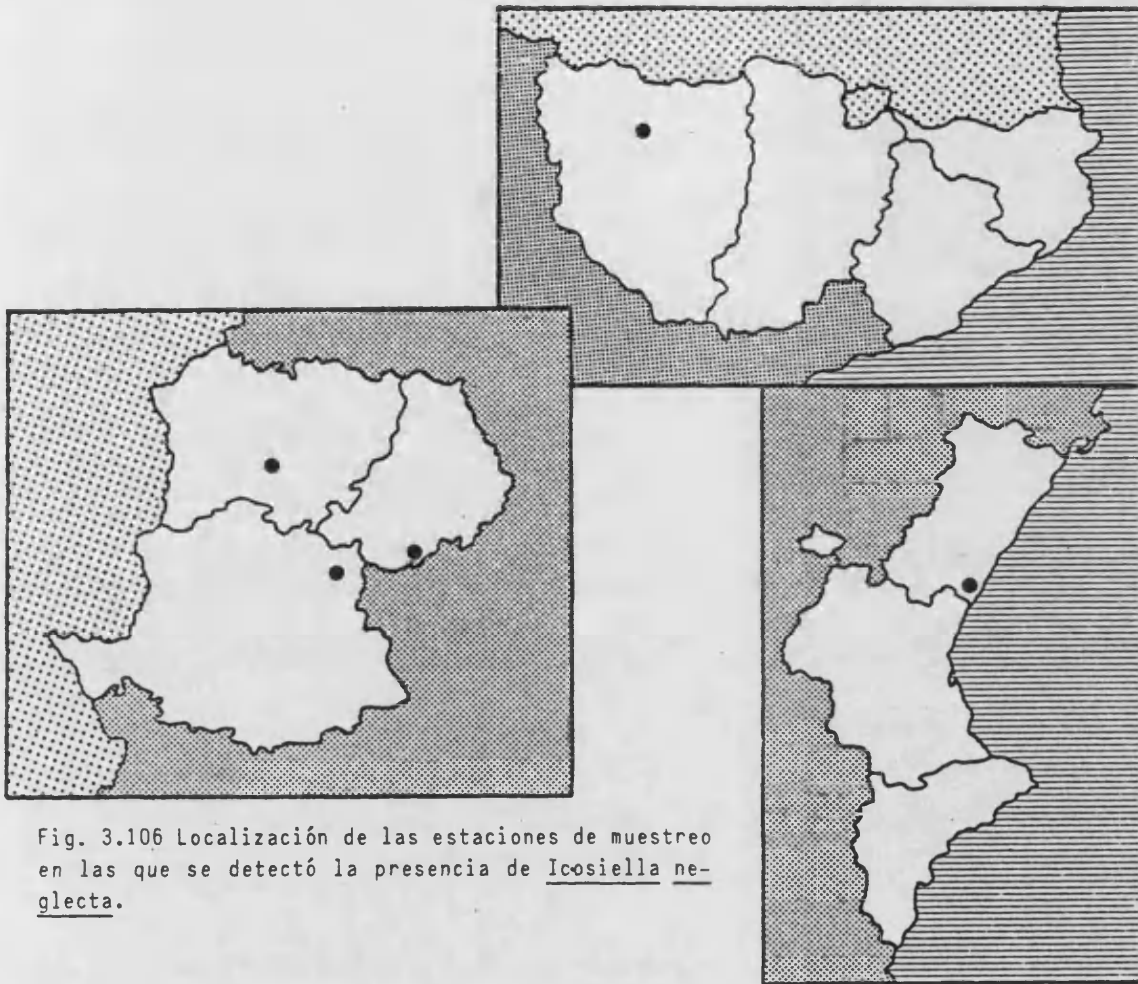 Fig. 3.106 Localización de las estaciones de muestreo
en las que se detectó la presencia de Icosiella ne-
glecta.